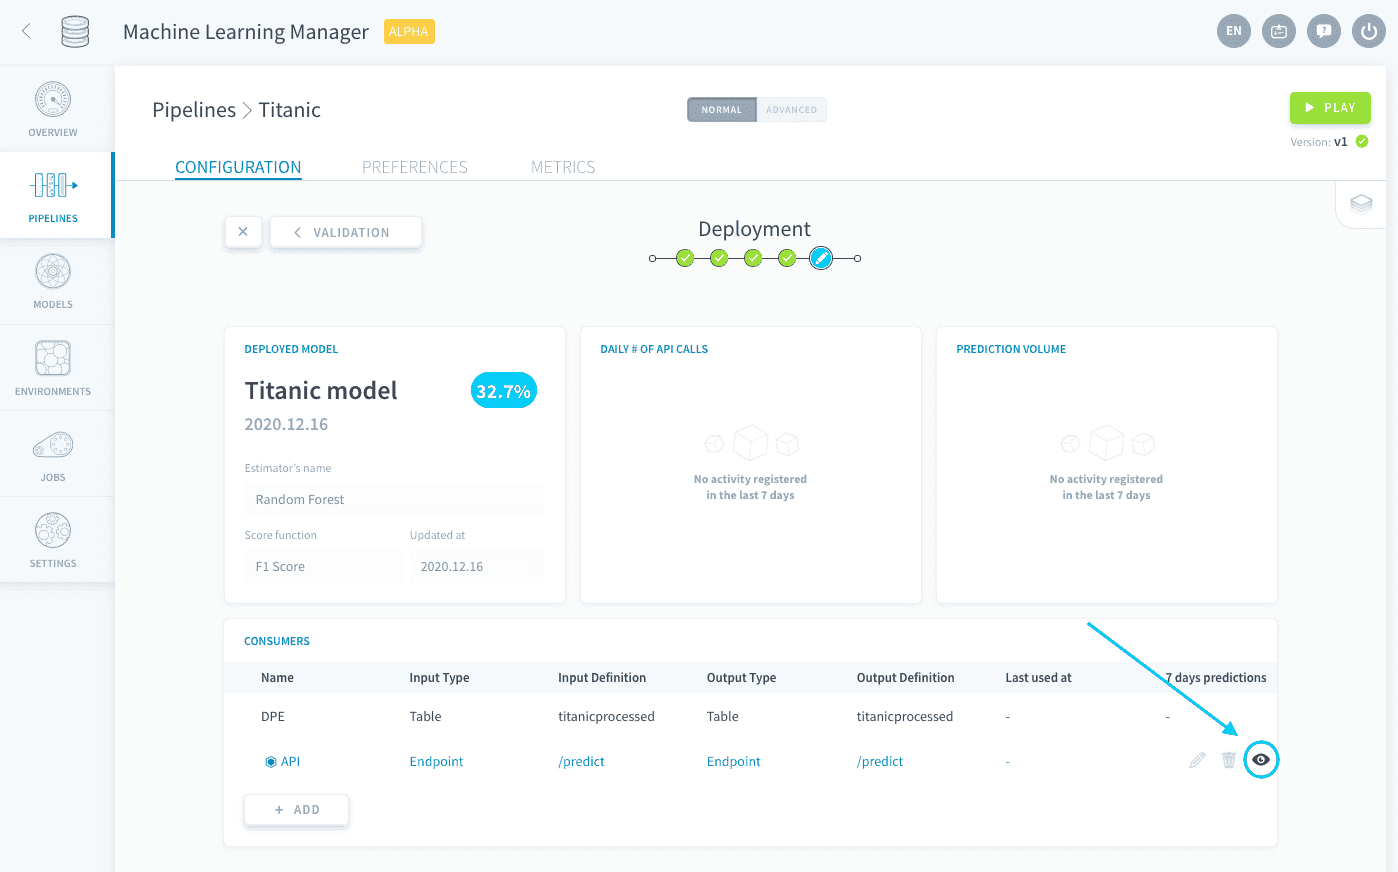 Machine Learning Manager ALPHA EN
OVERVIEW
PIPELINES
MODELS
ENVIRONMENTS
JOBS
SETTINGS
Pipelines > Titanic NORMAL ADVANCED PLAY
Version: v1
CONFIGURATION PREFERENCES METRICS
VALIDATION Deployment
DEPLOYED MODEL
Titanic model 32.7%
2020.12.16
Estimator's name
Random Forest
Score function Updated at
F1 Score 2020.12.16
DAILY # OF API CALLS
No activity registered
in the last 7 days
PREDICTION VOLUME
No activity registered
in the last 7 days
CONSUMERS
Name Input Type Input Definition Output Type Output Definition Last used at 7 days predictions
DPE Table titanicprocessed Table titanicprocessed - -
API Endpoint /predict Endpoint /predict -
+ ADD